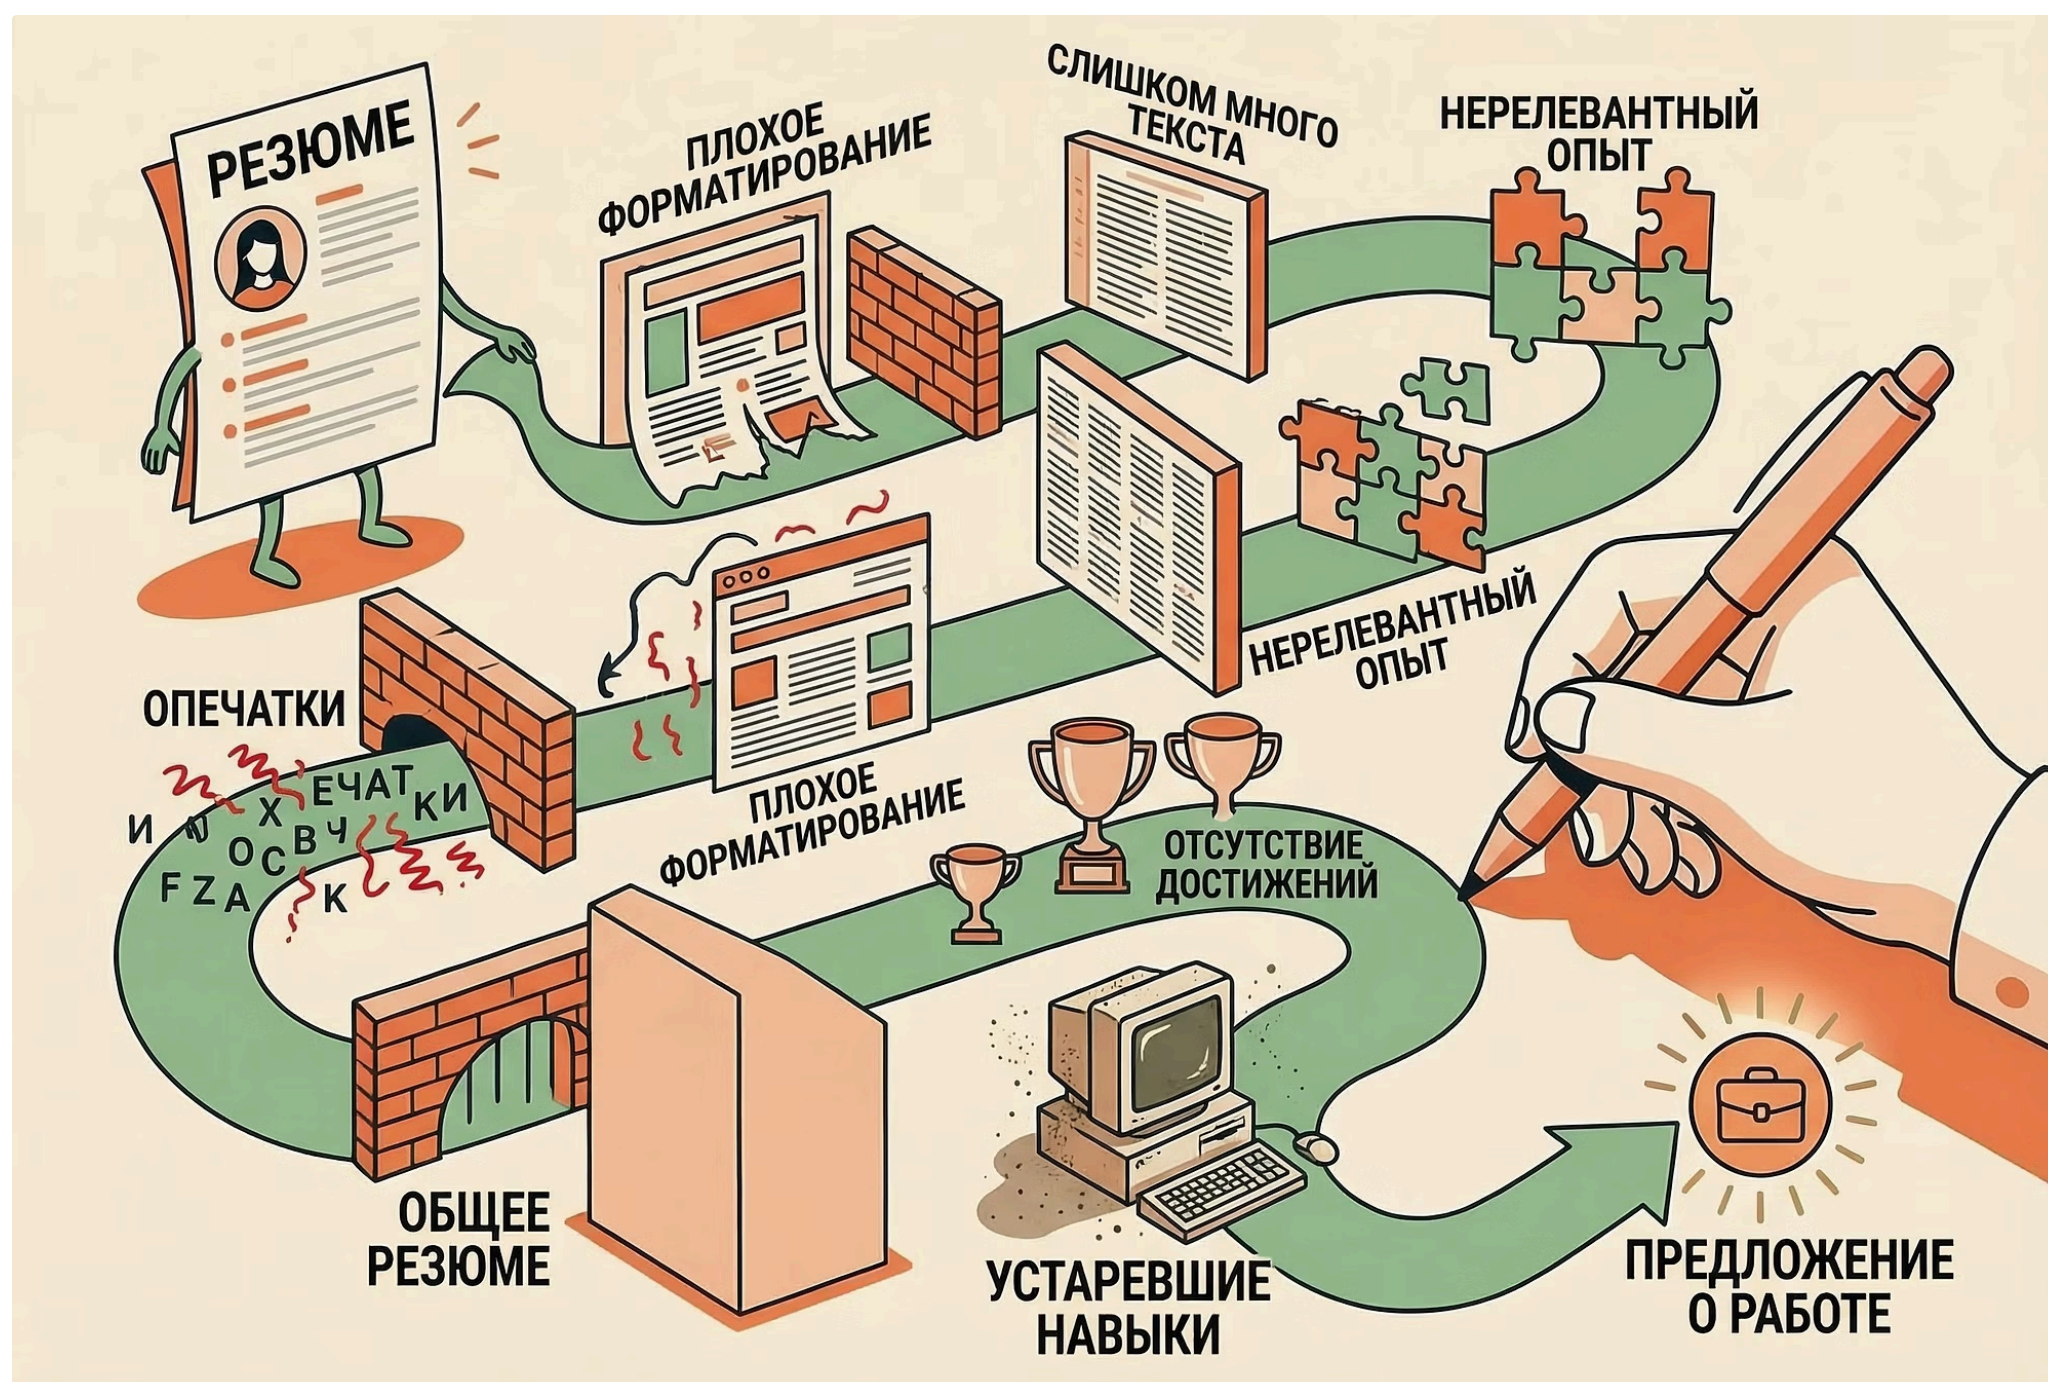 РЕЗЮМЕ
ПЛОХОЕ
ФОРМАТИРОВАНИЕ
СЛИШКОМ МНОГО
ТЕКСТА
НЕРЕЛЕВАНТНЫЙ
ОПЫТ
НЕРЕЛЕВАНТНЫЙ
ОПЫТ
ПЛОХОЕ
ФОРМАТИРОВАНИЕ
ОПЕЧАТКИ
ЕЧАТ
КИ
И
Х
О С В Ч
F Z A
К
ОБЩЕЕ
РЕЗЮМЕ
ОТСУТСТВИЕ
ДОСТИЖЕНИЙ
УСТАРЕВШИЕ
НАВЫКИ
ПРЕДЛОЖЕНИЕ
О РАБОТЕ